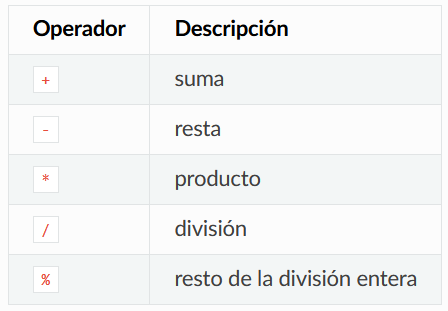 Operador Descripción
+ suma
- resta
* producto
/ división
% resto de la división entera